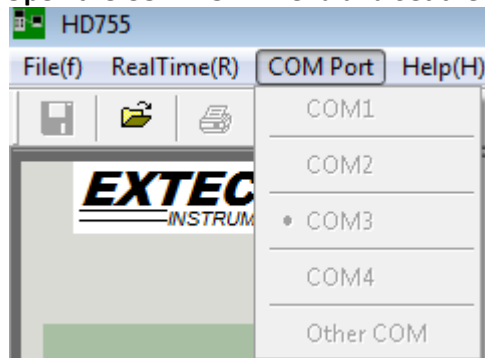 HD755
File(f) RealTime(R) COM Port Help(H)
COM1
EXTEC
INSTRUM
COM2
COM3
COM4
Other COM